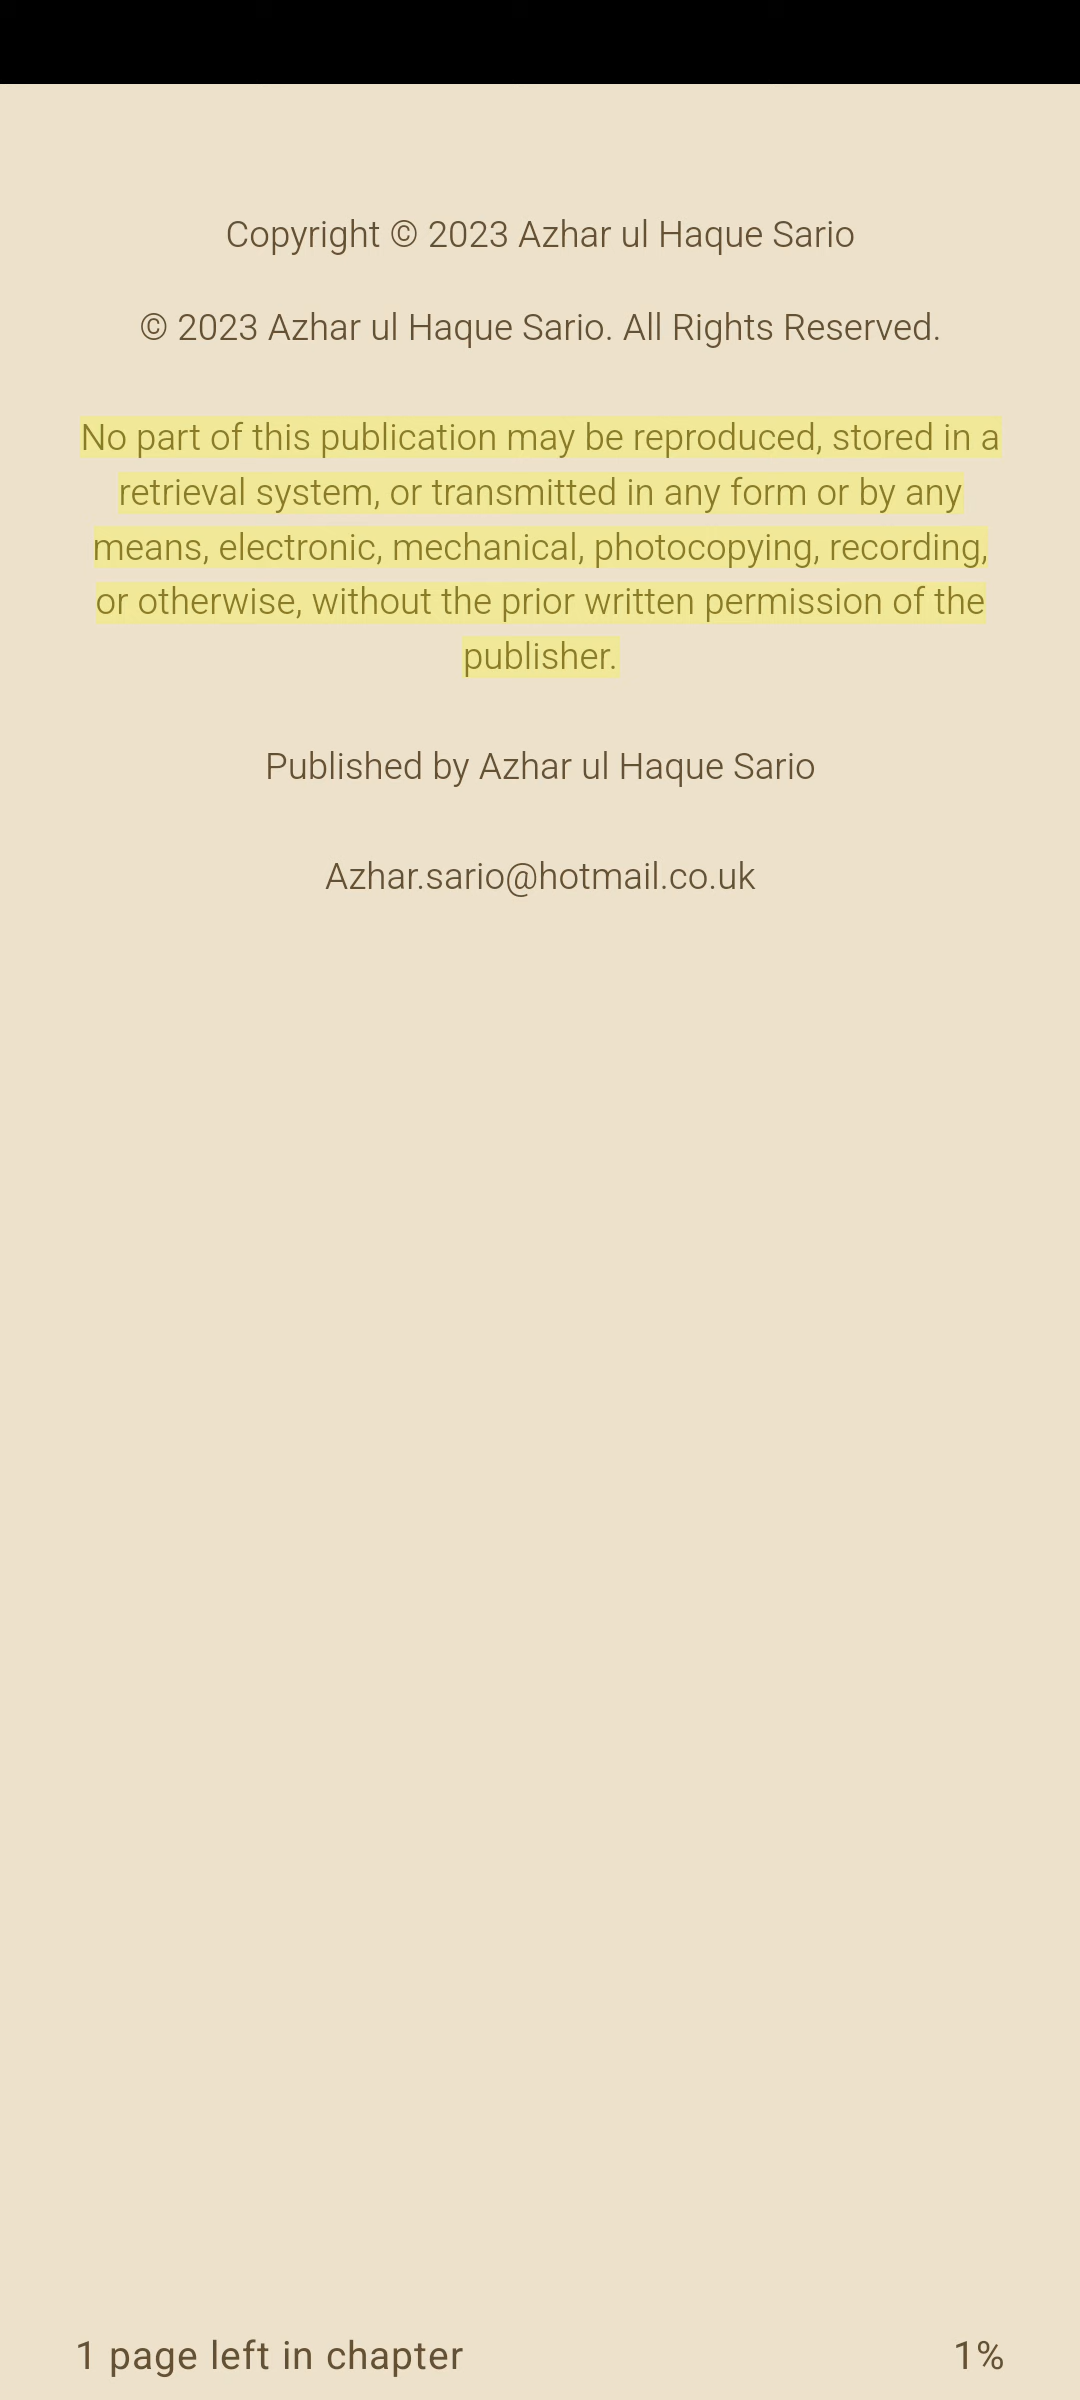 Copyright © 2023 Azhar ul Haque Sario
© 2023 Azhar ul Haque Sario. All Rights Reserved.
No part of this publication may be reproduced, stored in a
retrieval system, or transmitted in any form or by any
means, electronic, mechanical, photocopying, recording,
or otherwise, without the prior written permission of the
publisher.
Published by Azhar ul Haque Sario
Azhar.sario@hotmail.co.uk
1 page left in chapter 1%